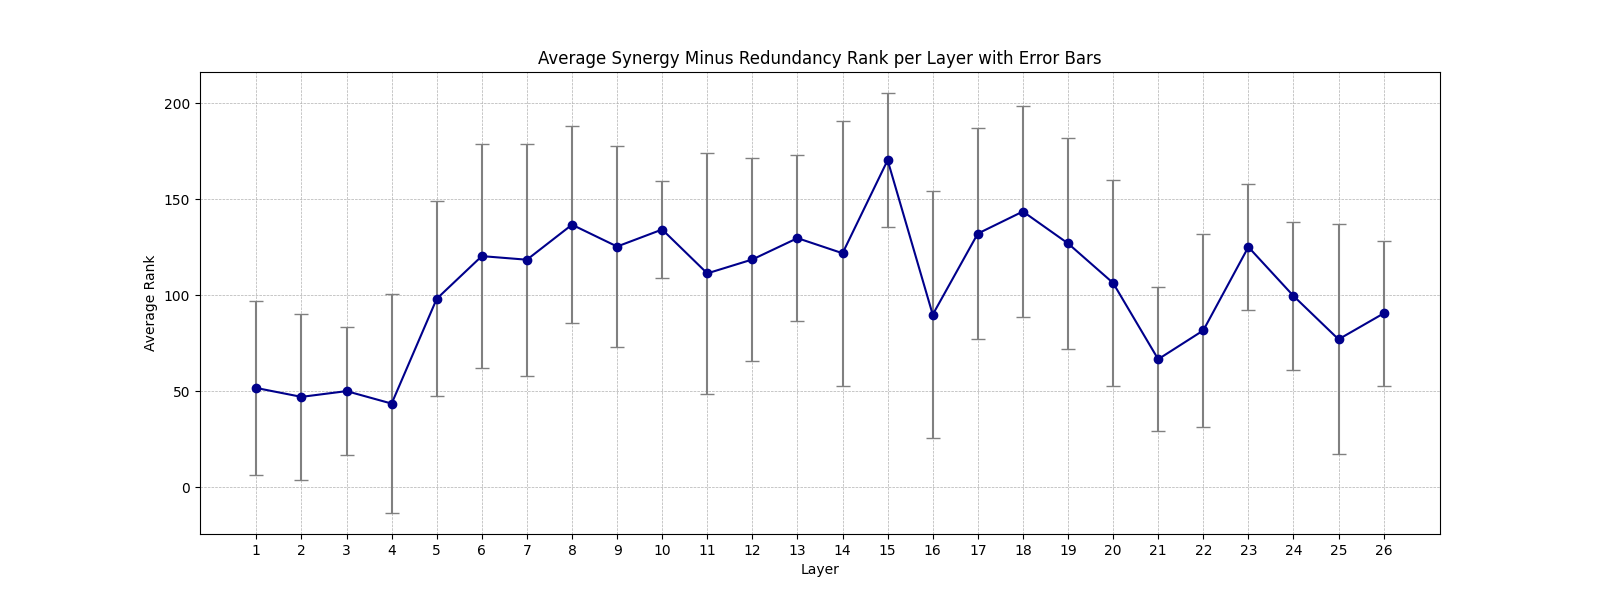 Average Synergy Minus Redundancy Rank per Layer with Error Bars
Average Rank
200
150
100
50
0
1 2 3 4 5 6 7 8 9 10 11 12 13 14 15 16 17 18 19 20 21 22 23 24 25 26
Layer